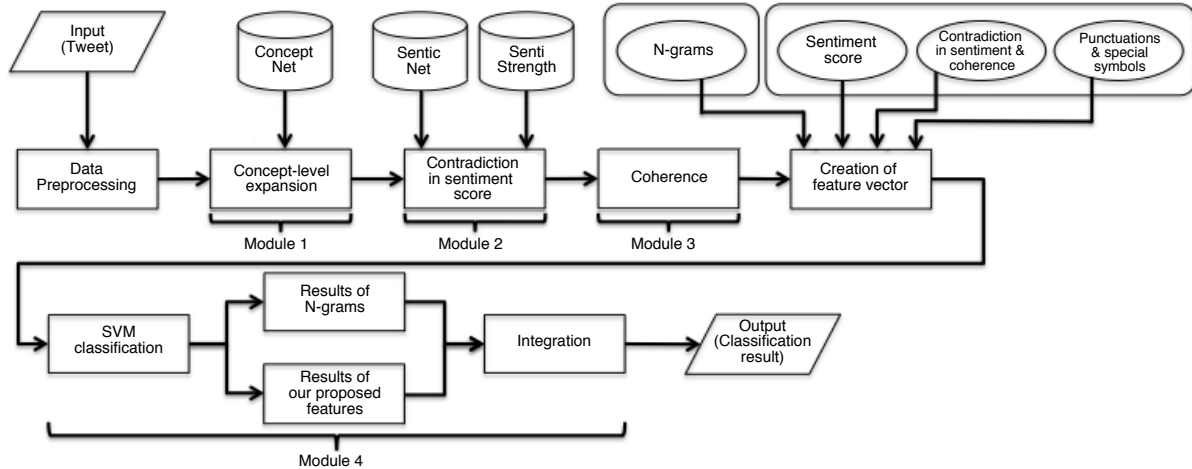 Input
(Tweet)
Concept
Net
Sentic
Net
Senti
Strength
N-grams
Sentiment
score
Contradiction
in sentiment &
coherence
Punctuations
& special
symbols
Data
Preprocessing
Concept-level
expansion
Contradiction
in sentiment
score
Coherence
Creation of
feature vector
Module 1
Module 2
Module 3
SVM
classification
Results of
N-grams
Results of
our proposed
features
Integration
Output
(Classification
result)
Module 4